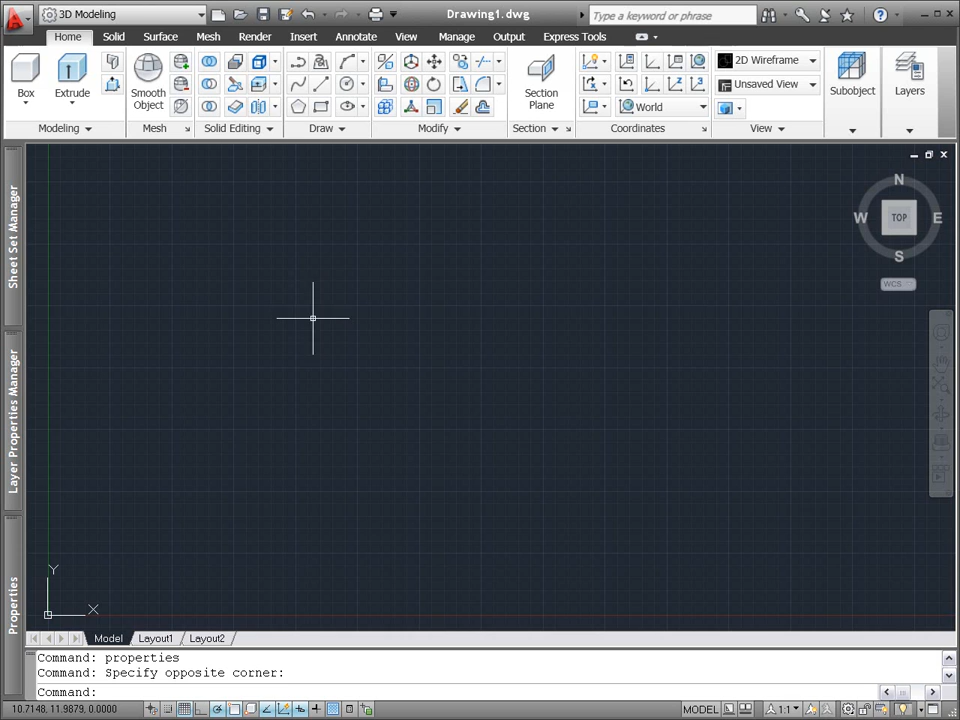 3D Modeling Drawing1.dwg Type a keyword or phrase
Home Solid Surface Mesh Render Insert Annotate View Manage Output Express Tools
Box Extrude Smooth Object Section Plane 2D Wireframe Unsaved View World Subobject Layers
Modeling Mesh Solid Editing Draw Modify Section Coordinates View
Sheet Set Manager
Layer Properties Manager
Properties
N
W TOP E
S
WCS
Y
X
Model Layout1 Layout2
Command: properties
Command: Specify opposite corner:
Command:
10.7148, 11.9879, 0.0000 MODEL 1:1